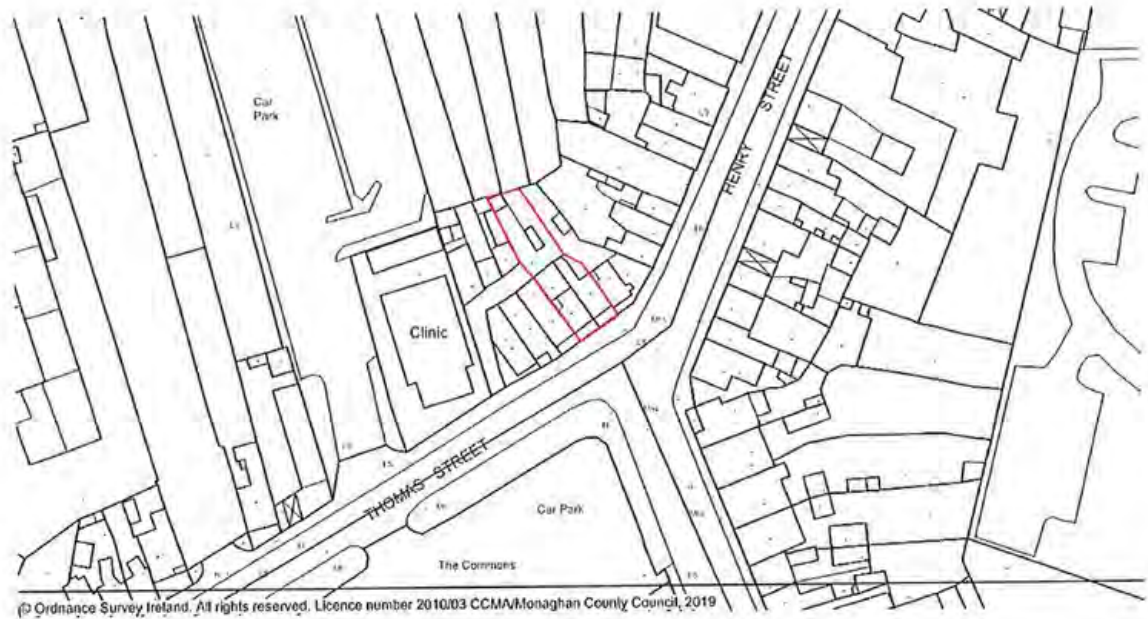 Car
Park
HENRY STREET
Clinic
THOMAS STREET
Car Park
The Commons
© Ordnance Survey Ireland. All rights reserved. Licence number 2010/03 CCMA/Monaghan County Council, 2019